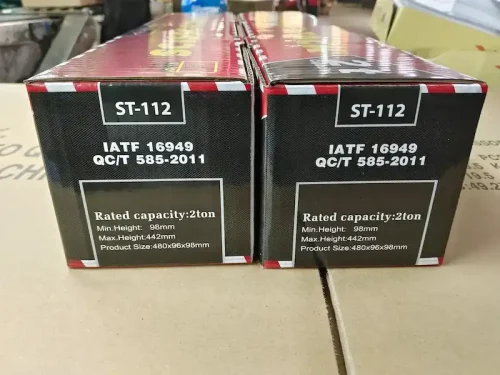 ST-112
IATF 16949
QC/T 585-2011
Rated capacity:2ton
Min.Height: 98mm
Max.Height:442mm
Product Size:480x96x98mm
ST-112
IATF 16949
QC/T 585-2011
Rated capacity:2ton
Min.Height: 98mm
Max.Height:442mm
Product Size:480x96x98mm